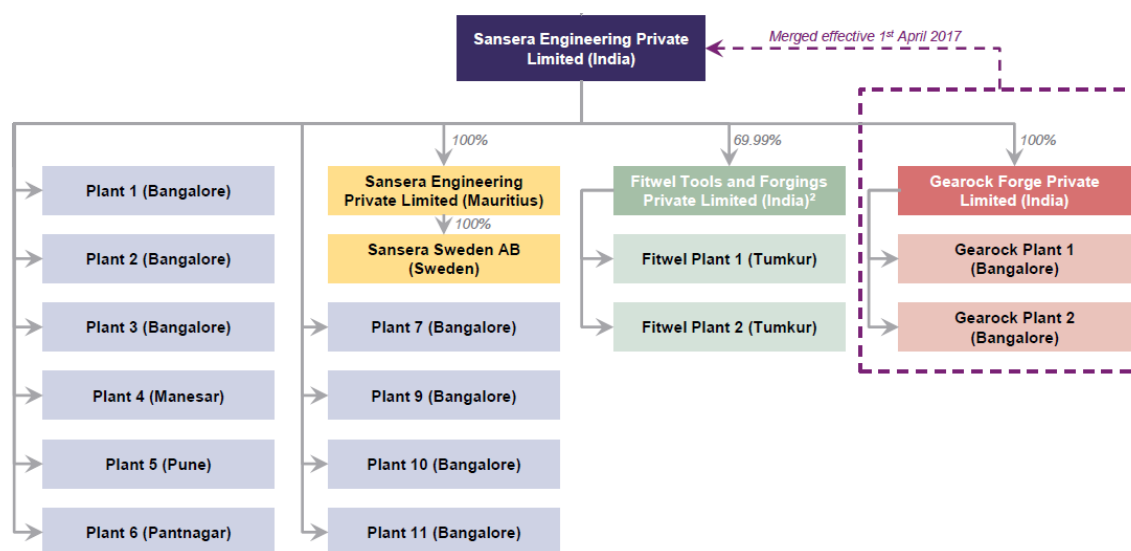 Sansera Engineering Private
Limited (India)
Merged effective 1st April 2017
100%
69.99%
100%
Plant 1 (Bangalore)
Sansera Engineering
Private Limited (Mauritius)
Fitwel Tools and Forgings
Private Limited (India)2
Gearock Forge Private
Limited (India)
100%
Plant 2 (Bangalore)
Sansera Sweden AB
(Sweden)
Fitwel Plant 1 (Tumkur)
Gearock Plant 1
(Bangalore)
Plant 3 (Bangalore)
Plant 7 (Bangalore)
Fitwel Plant 2 (Tumkur)
Gearock Plant 2
(Bangalore)
Plant 4 (Manesar)
Plant 9 (Bangalore)
Plant 5 (Pune)
Plant 10 (Bangalore)
Plant 6 (Pantnagar)
Plant 11 (Bangalore)